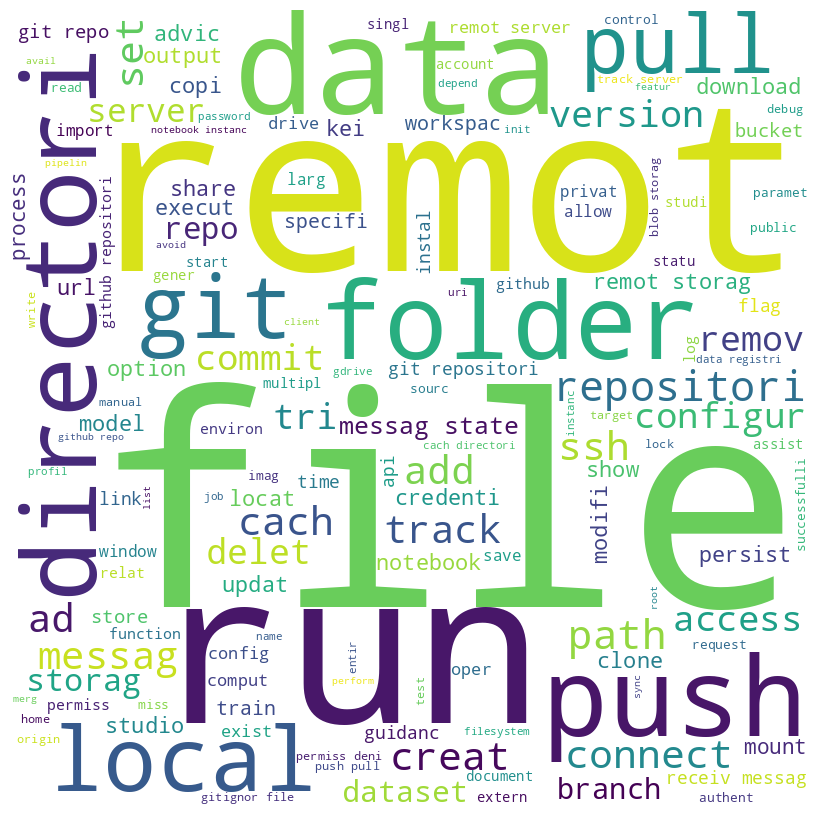 singl
control
git repo
advic
remot server
set
data
pull
avail
output
account
track server
read
copi
depend
featur
download
server
password
drive
kei
workspac
version
debug
import
notebook instanc
init
bucket
pipelin
remot
directori
process
larg
privat
paramet
share
studi
execut
specifi
allow
blob storag
public
repo
instal
avoid
github repositori
start
statu
gener
url
git
folder
github
uri
remot storag
flag
write
client
remov
commit
log
data registri
option
gdrive
git repositori
multipl
sourc
repositori
manual
model
file
tri
messag state
instanc
target
configur
github repo
environ
cach directori
lock
assist
ssh
profil
imag
api
add
show
list
link
job
locat
time
credenti
successfulli
cach
track
modifi
window
delet
notebook
save
persist
relat
updat
root
ad
store
run
path
access
function
name
messag
config
entir
oper
clone
request
storag
comput
perform
push
sync
merg
permiss
miss
train
test
home
studio
exist
guidanc
filesystem
origin
local
permiss deni
creat
connect
mount
push pull
document
receiv messag
gitignor file
dataset
extern
branch
authent